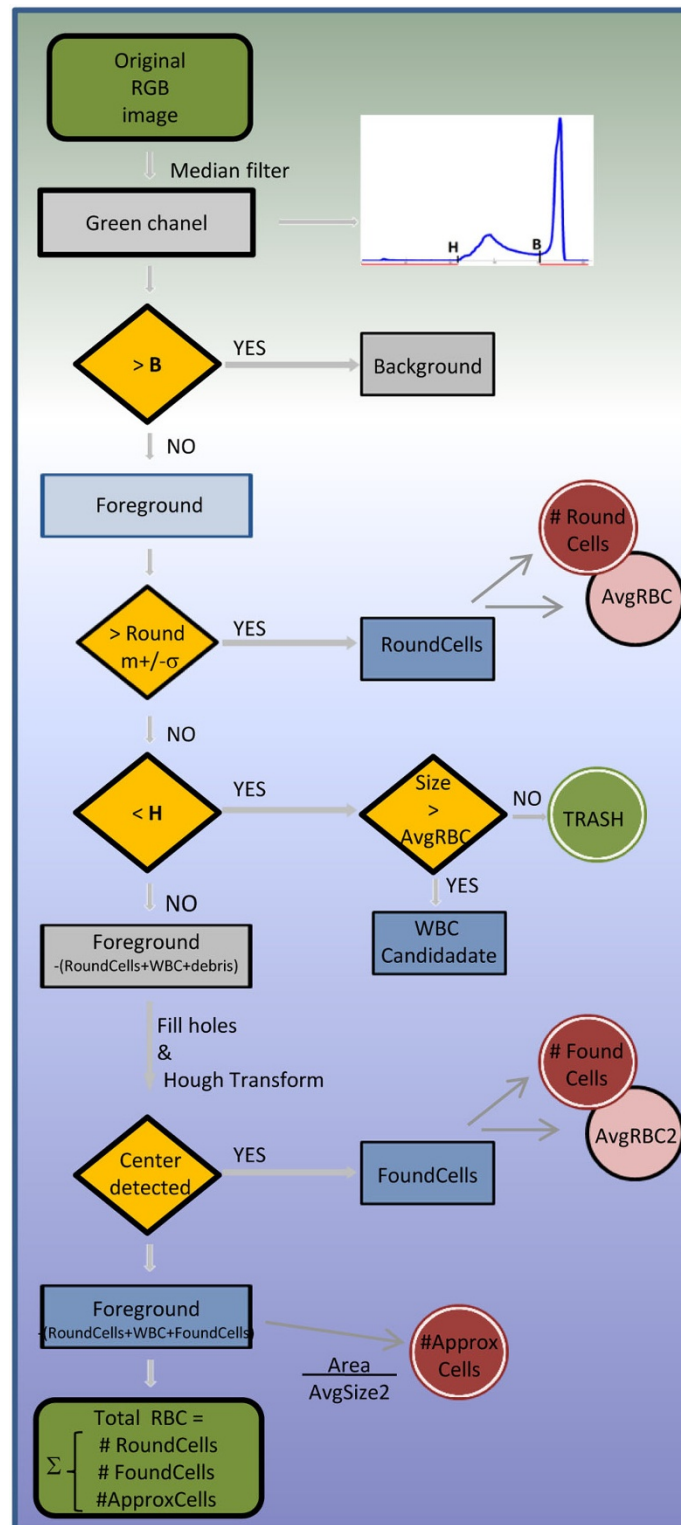 Original
RGB
image
Median filter
Green chanel
H
B
> B
YES
Background
NO
Foreground
# Round
Cells
AvgRBC
> Round
m+/-σ
YES
RoundCells
NO
< H
YES
Size
>
AvgRBC
NO
TRASH
YES
WBC
Candidadate
NO
Foreground
-(RoundCells+WBC+debris)
Fill holes
&
Hough Transform
# Found
Cells
AvgRBC2
Center
detected
YES
FoundCells
Foreground
-(RoundCells+WBC+FoundCells)
Area
AvgSize2
#Approx
Cells
Total RBC =
Σ
# RoundCells
# FoundCells
#ApproxCells